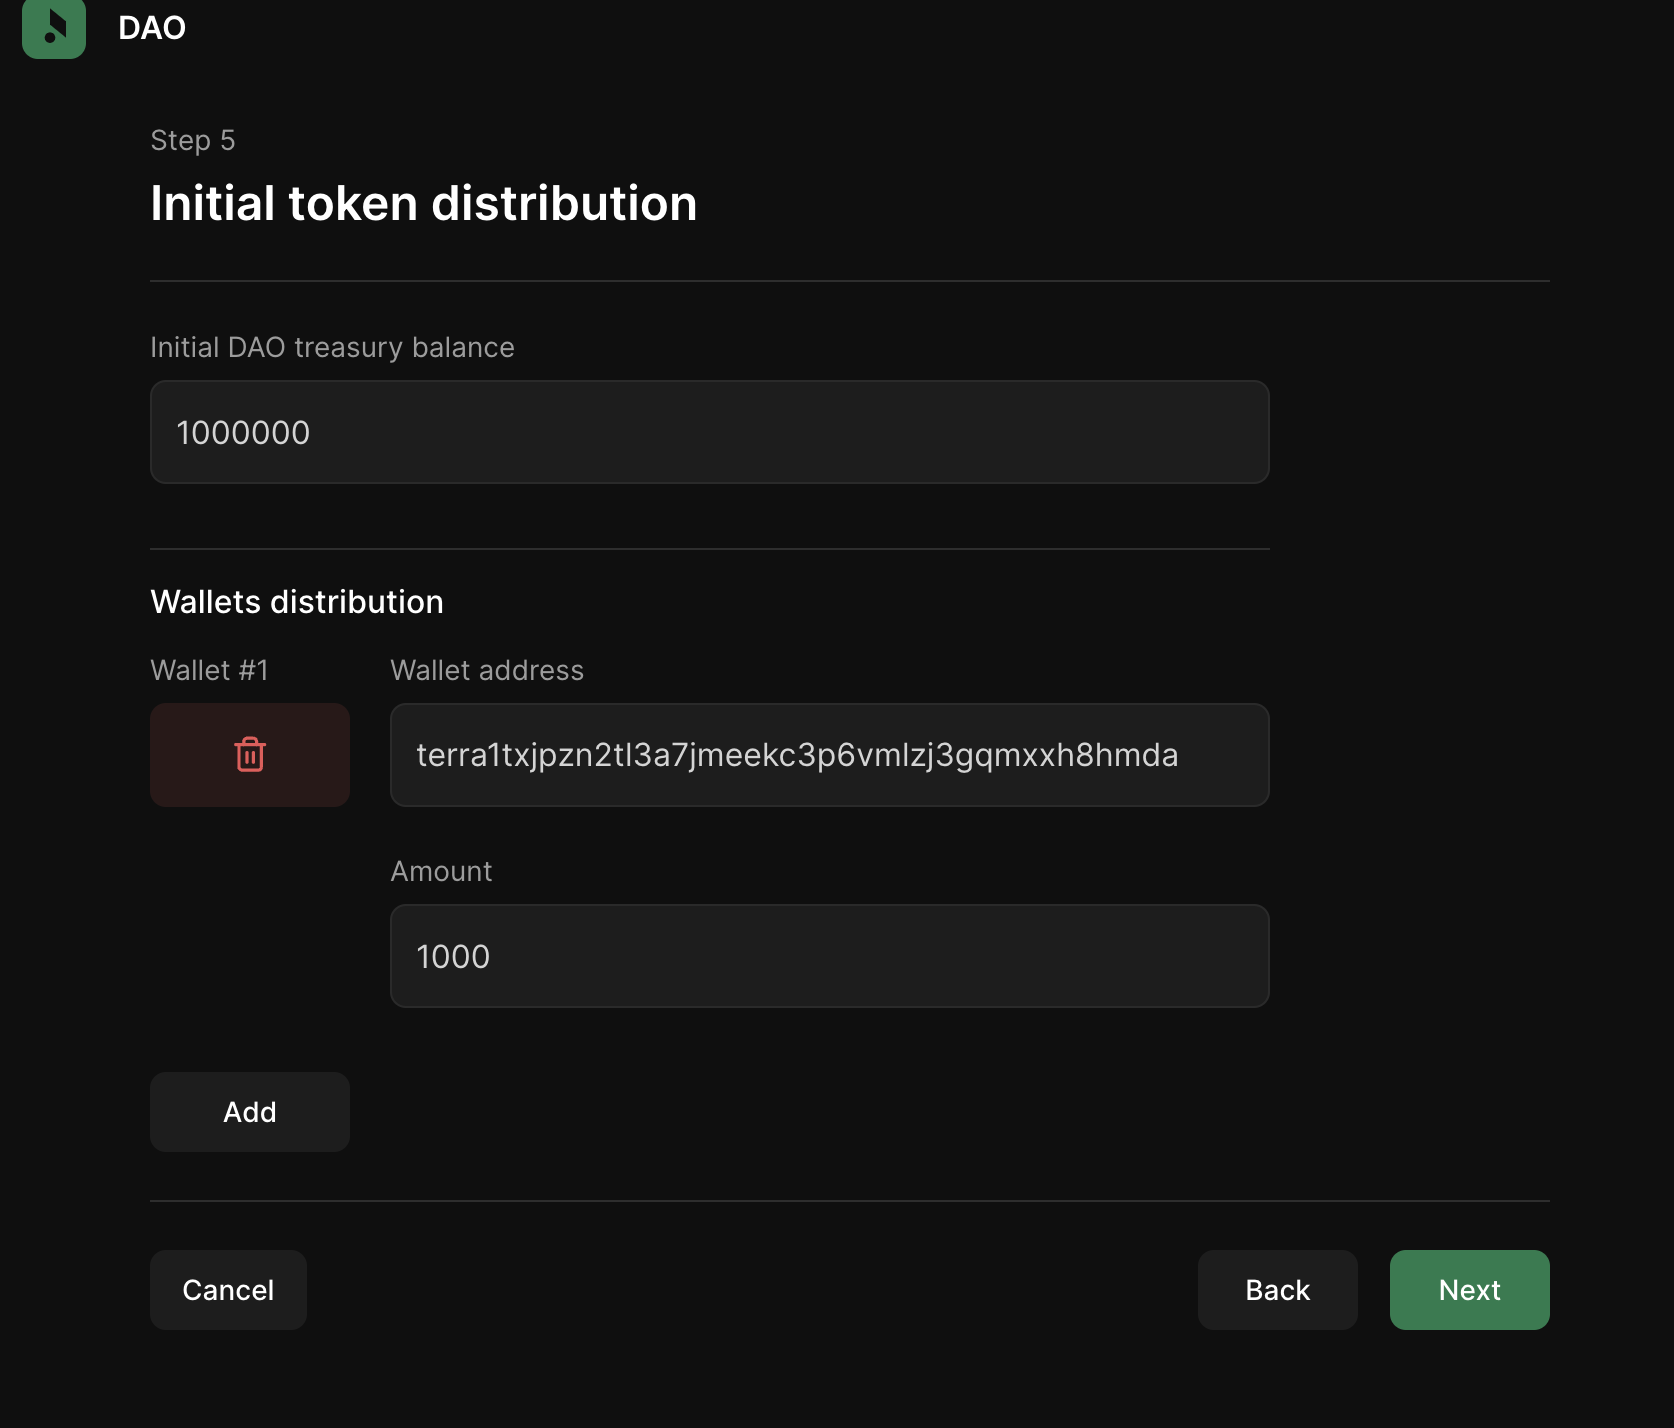 DAO
Step 5
Initial token distribution
Initial DAO treasury balance
1000000
Wallets distribution
Wallet #1
Wallet address
terra1txjpzn2tl3a7jmeekc3p6vmlzj3gqmxxh8hmda
Amount
1000
Add
Cancel
Back
Next